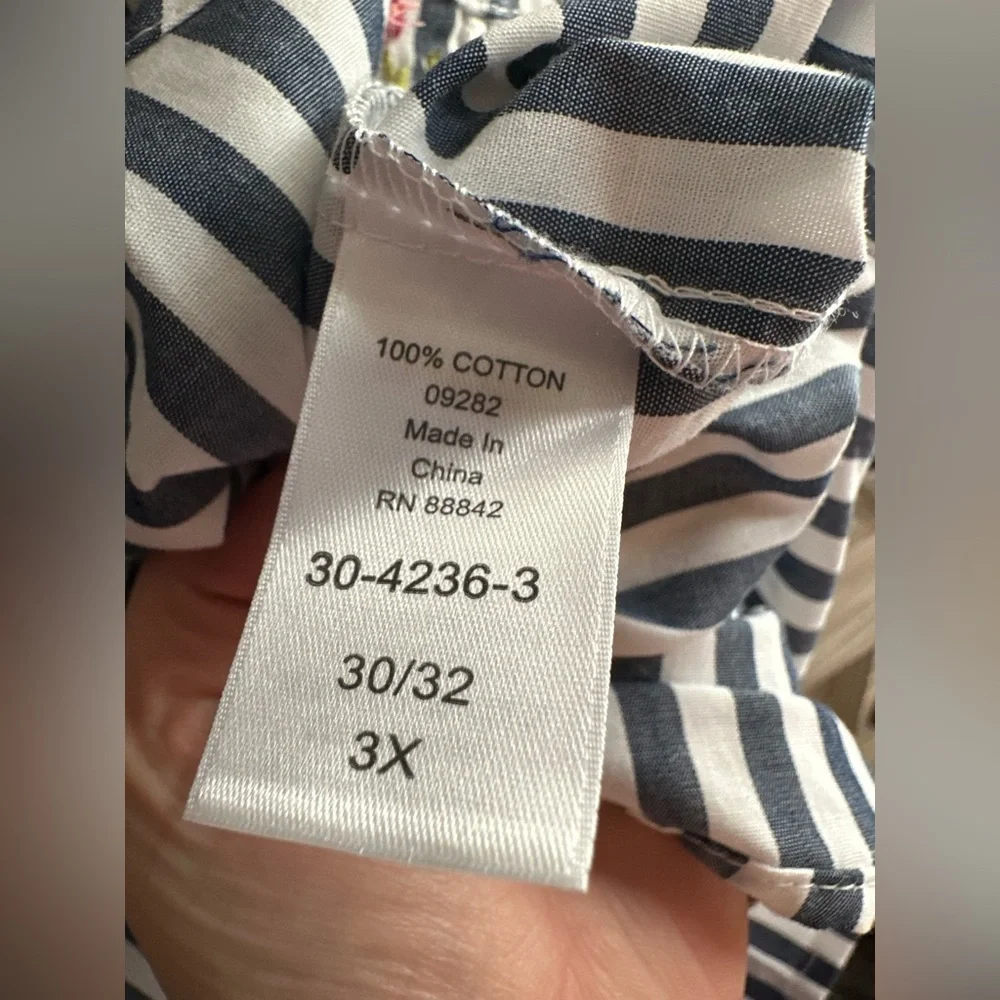 100% COTTON
09282
Made In
China
RN 88842
30-4236-3
30/32
3X